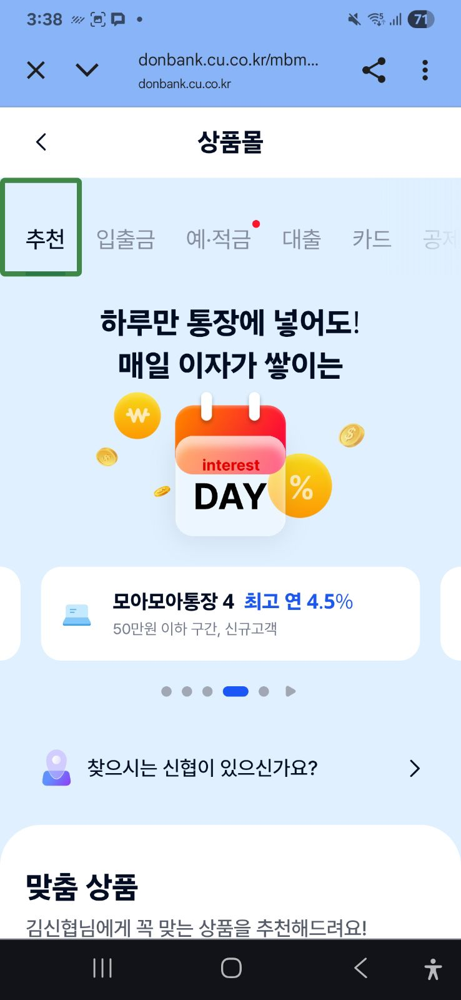 3:38
71
donbank.cu.co.kr/mbm...
donbank.cu.co.kr
상품몰
추천 입출금 예·적금 대출 카드 공제
하루만 통장에 넣어도!
매일 이자가 쌓이는
interest
DAY
%
모아모아통장 4 최고 연 4.5%
50만원 이하 구간, 신규고객
찾으시는 신협이 있으신가요?
맞춤 상품
김신협님에게 꼭 맞는 상품을 추천해드려요!